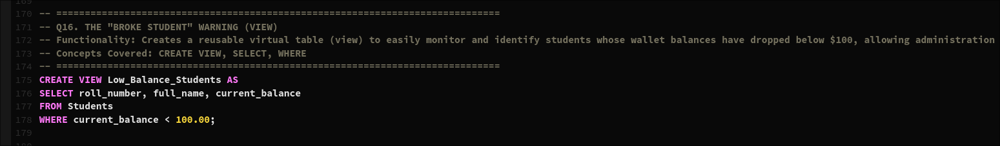 170 -- ==============================================================================
171 -- Q16. THE "BROKE STUDENT" WARNING (VIEW)
172 -- Functionality: Creates a reusable virtual table (view) to easily monitor and identify students whose wallet balances have dropped below $100, allowing administration
173 -- Concepts Covered: CREATE VIEW, SELECT, WHERE
174 -- ==============================================================================
175 CREATE VIEW Low_Balance_Students AS
176 SELECT roll_number, full_name, current_balance
177 FROM Students
178 WHERE current_balance < 100.00;
179